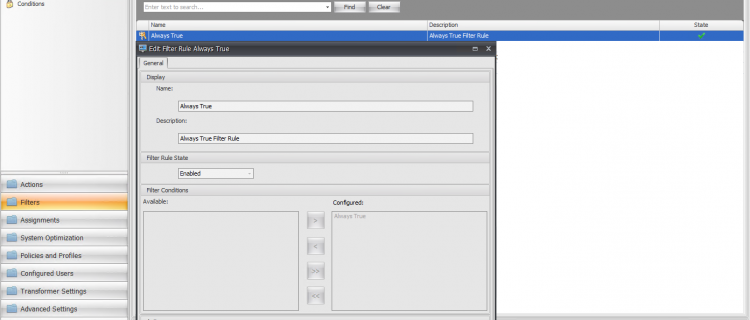 Conditions
Enter text to search...
Find
Clear
Name
Description
State
Always True
Always True Filter Rule
Edit Filter Rule Always True
General
Display
Name:
Always True
Description:
Always True Filter Rule
Filter Rule State
Enabled
Filter Conditions
Available:
Configured:
Always True
>
<
>>
<<
Actions
Filters
Assignments
System Optimization
Policies and Profiles
Configured Users
Transformer Settings
Advanced Settings